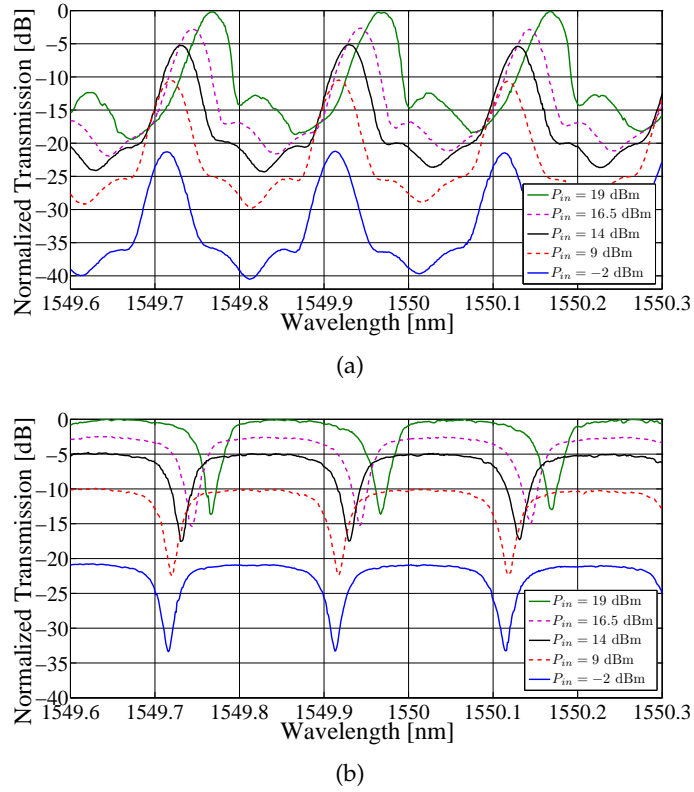 Normalized Transmission [dB]
0
−5
−10
−15
−20
−25
−30
−35
−40
P_in = 19 dBm
P_in = 16.5 dBm
P_in = 14 dBm
P_in = 9 dBm
P_in = −2 dBm
1549.6 1549.7 1549.8 1549.9 1550 1550.1 1550.2 1550.3
Wavelength [nm]
(a)
Normalized Transmission [dB]
0
−5
−10
−15
−20
−25
−30
−35
−40
P_in = 19 dBm
P_in = 16.5 dBm
P_in = 14 dBm
P_in = 9 dBm
P_in = −2 dBm
1549.6 1549.7 1549.8 1549.9 1550 1550.1 1550.2 1550.3
Wavelength [nm]
(b)